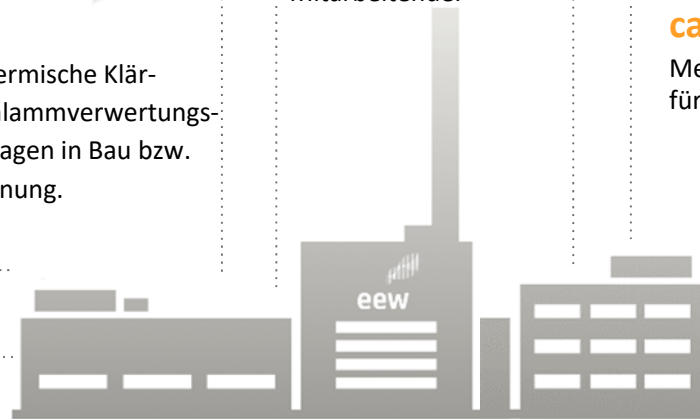 Mitarbeitende.
ermische Klär-
lammverwertungs-
agen in Bau bzw.
nung.
ca
Me
für
eew